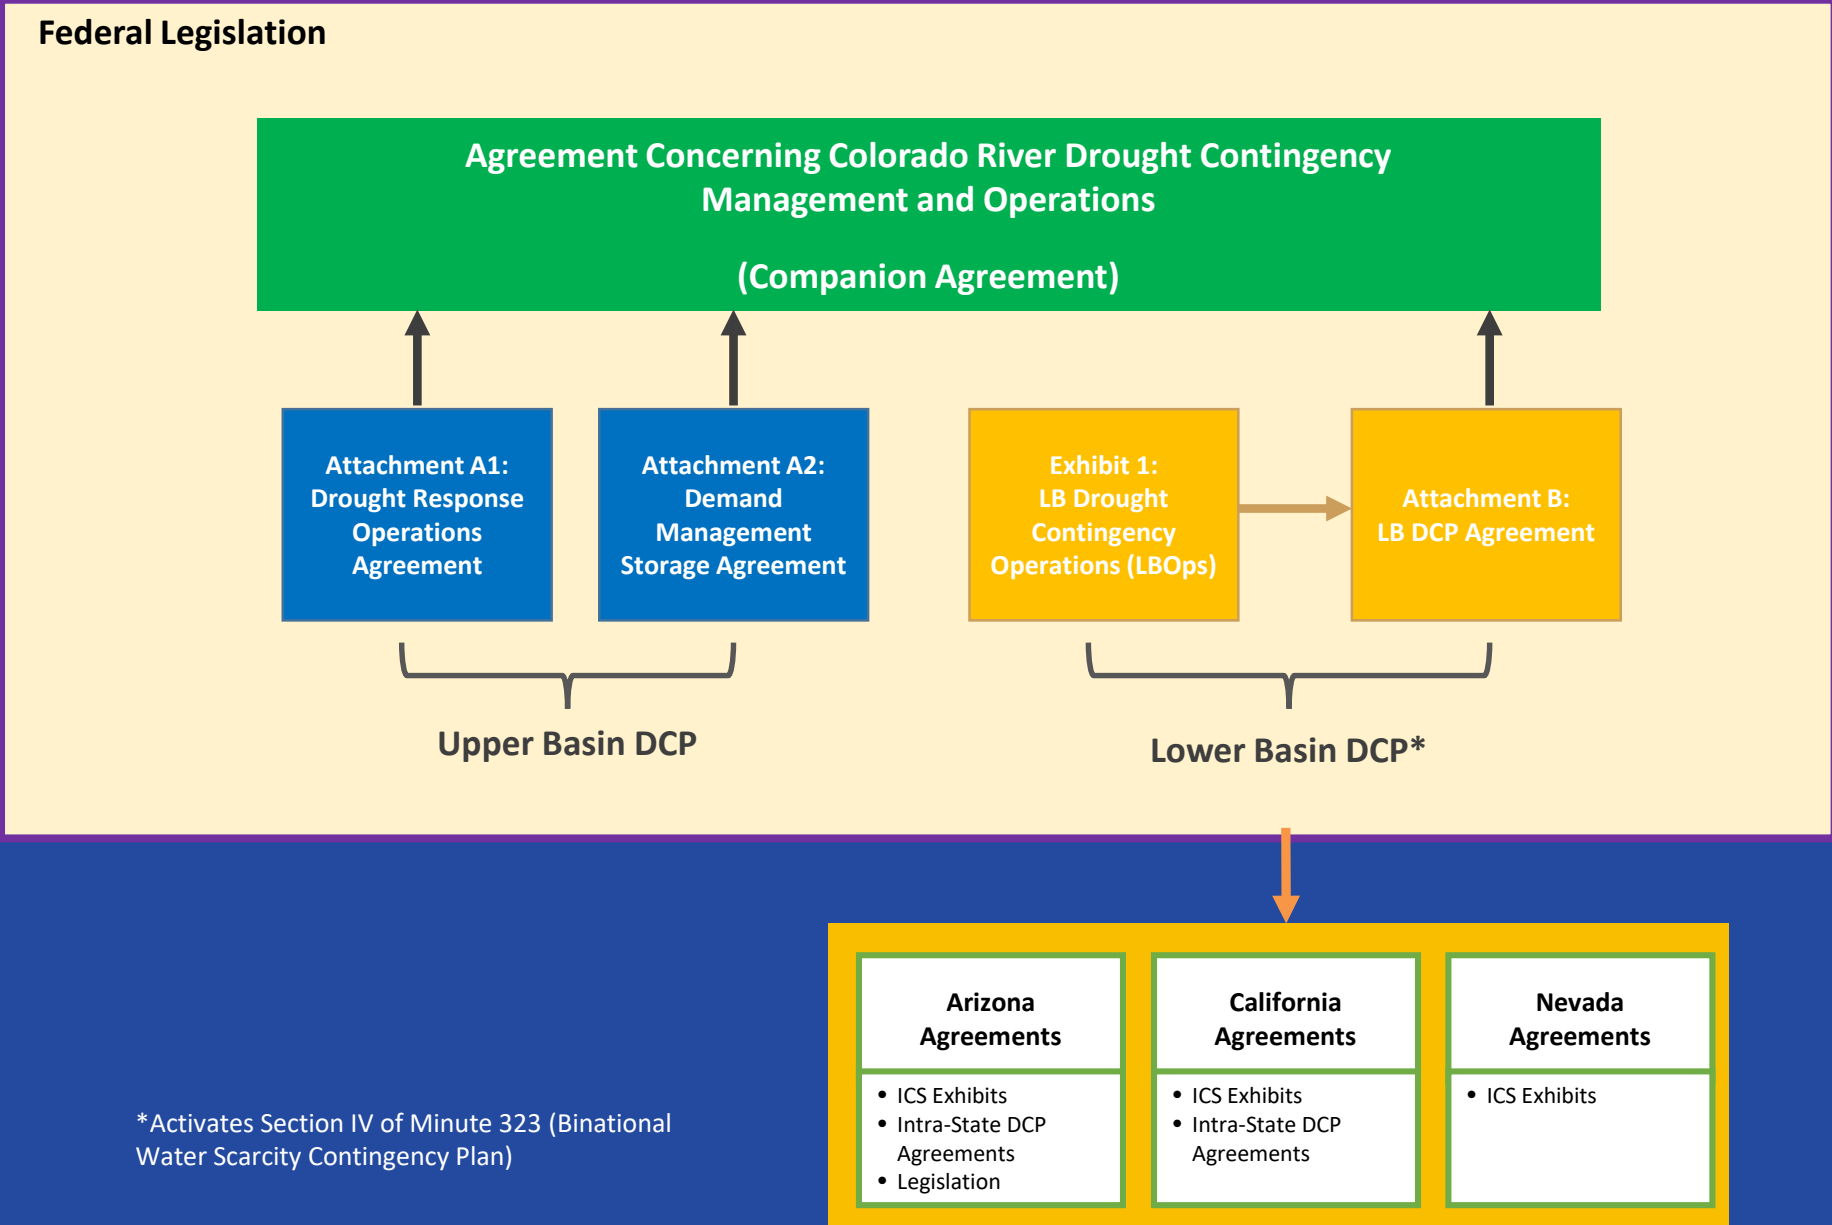 Federal Legislation
Agreement Concerning Colorado River Drought Contingency
Management and Operations
(Companion Agreement)
Attachment A1:
Drought Response
Operations
Agreement
Attachment A2:
Demand
Management
Storage Agreement
Exhibit 1:
LB Drought
Contingency
Operations (LBOps)
Attachment B:
LB DCP Agreement
Upper Basin DCP
Lower Basin DCP*
Arizona
Agreements
• ICS Exhibits
• Intra-State DCP
Agreements
• Legislation
California
Agreements
• ICS Exhibits
• Intra-State DCP
Agreements
Nevada
Agreements
• ICS Exhibits
*Activates Section IV of Minute 323 (Binational
Water Scarcity Contingency Plan)